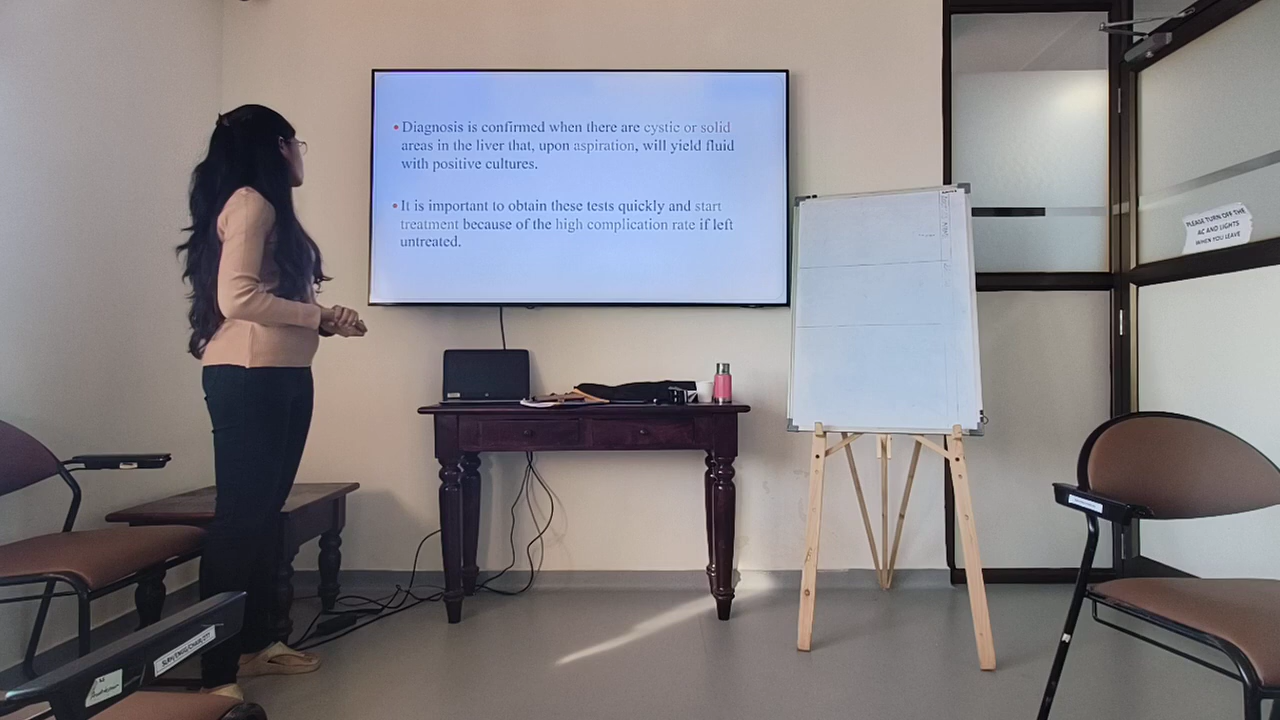 • Diagnosis is confirmed when there are cystic or solid
areas in the liver that, upon aspiration, will yield fluid
with positive cultures.
• It is important to obtain these tests quickly and start
treatment because of the high complication rate if left
untreated.
PLEASE TURN OFF THE
AC AND LIGHTS
WHEN YOU LEAVE